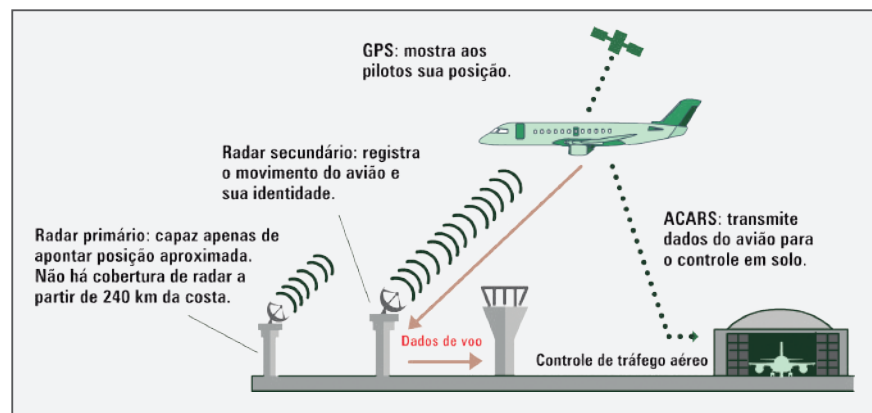 GPS: mostra aos
pilotos sua posição.
Radar secundário: registra
o movimento do avião e
sua identidade.
Radar primário: capaz apenas de
apontar posição aproximada.
Não há cobertura de radar a
partir de 240 km da costa.
ACARS: transmite
dados do avião para
o controle em solo.
Dados de voo
Controle de tráfego aéreo